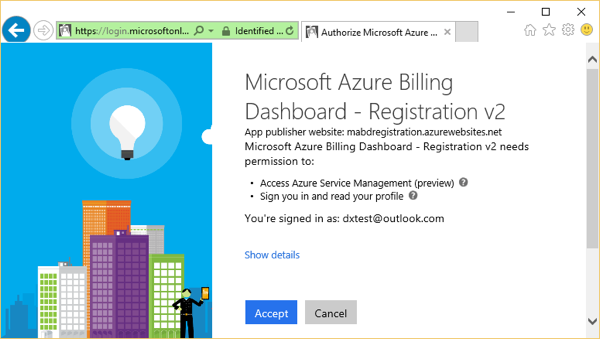 https://login.microsoftonl...
Identified ...
Authorize Microsoft Azure ...
Microsoft Azure Billing
Dashboard - Registration v2
App publisher website: mabdregistration.azurewebsites.net
Microsoft Azure Billing Dashboard - Registration v2 needs
permission to:
• Access Azure Service Management (preview) ?
• Sign you in and read your profile ?
You're signed in as: dxtest@outlook.com
Show details
Accept
Cancel